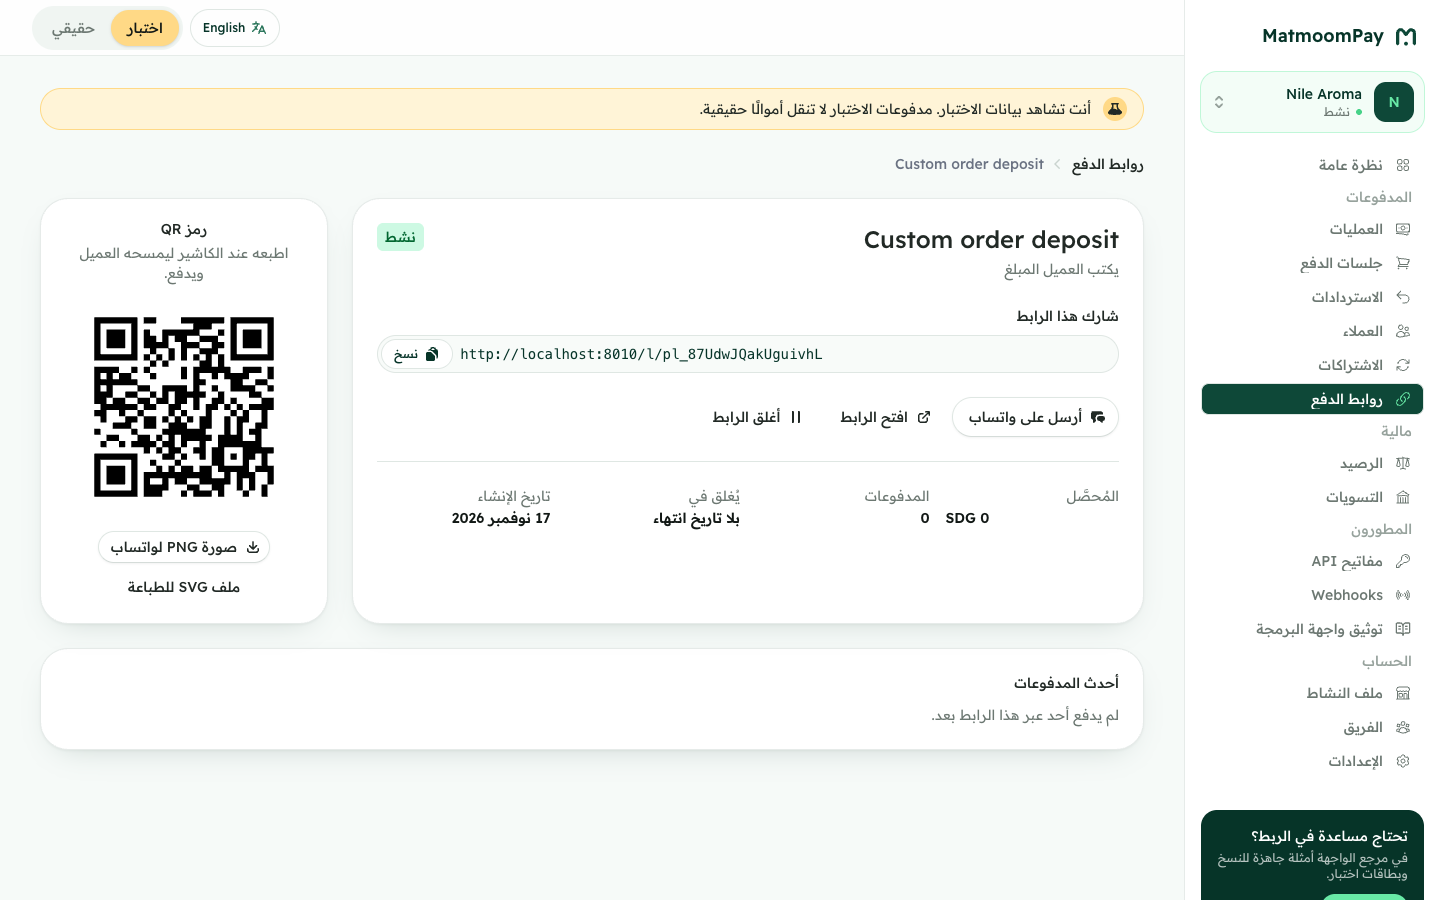 MatmoomPay
N
Nile Aroma
نشط
نظرة عامة
المدفوعات
العمليات
جلسات الدفع
الاستردادات
العملاء
الاشتراكات
روابط الدفع
مالية
الرصيد
التسويات
المطورون
مفاتيح API
Webhooks
توثيق واجهة البرمجة
الحساب
ملف النشاط
الفريق
الإعدادات
تحتاج مساعدة في الربط؟
في مرجع الواجهة أمثلة جاهزة للنسخ
وبطاقات اختبار.
English
اختبار
حقيقي
أنت تشاهد بيانات الاختبار. مدفوعات الاختبار لا تنقل أموالًا حقيقية.
روابط الدفع
Custom order deposit
Custom order deposit
نشط
يكتب العميل المبلغ
شارك هذا الرابط
http://localhost:8010/l/pl_87UdwJQakUguivhL
نسخ
أرسل على واتساب
افتح الرابط
أغلق الرابط
المُحصَّل
SDG 0
المدفوعات
0
يُغلق في
بلا تاريخ انتهاء
تاريخ الإنشاء
17 نوفمبر 2026
رمز QR
اطبعه عند الكاشير ليمسحه العميل
ويدفع.
صورة PNG لواتساب
ملف SVG للطباعة
أحدث المدفوعات
لم يدفع أحد عبر هذا الرابط بعد.